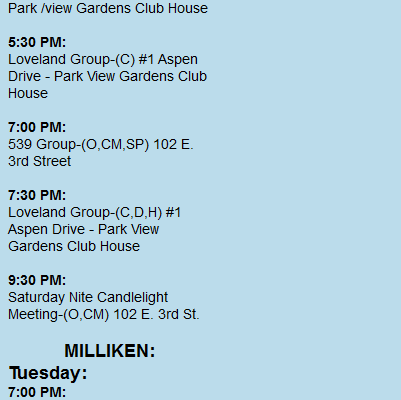 Park /view Gardens Club House
5:30 PM:
Loveland Group-(C) #1 Aspen
Drive - Park View Gardens Club
House
7:00 PM:
539 Group-(O,CM,SP) 102 E.
3rd Street
7:30 PM:
Loveland Group-(C,D,H) #1
Aspen Drive - Park View
Gardens Club House
9:30 PM:
Saturday Nite Candlelight
Meeting-(O,CM) 102 E. 3rd St.
MILLIKEN:
Tuesday:
7:00 PM: